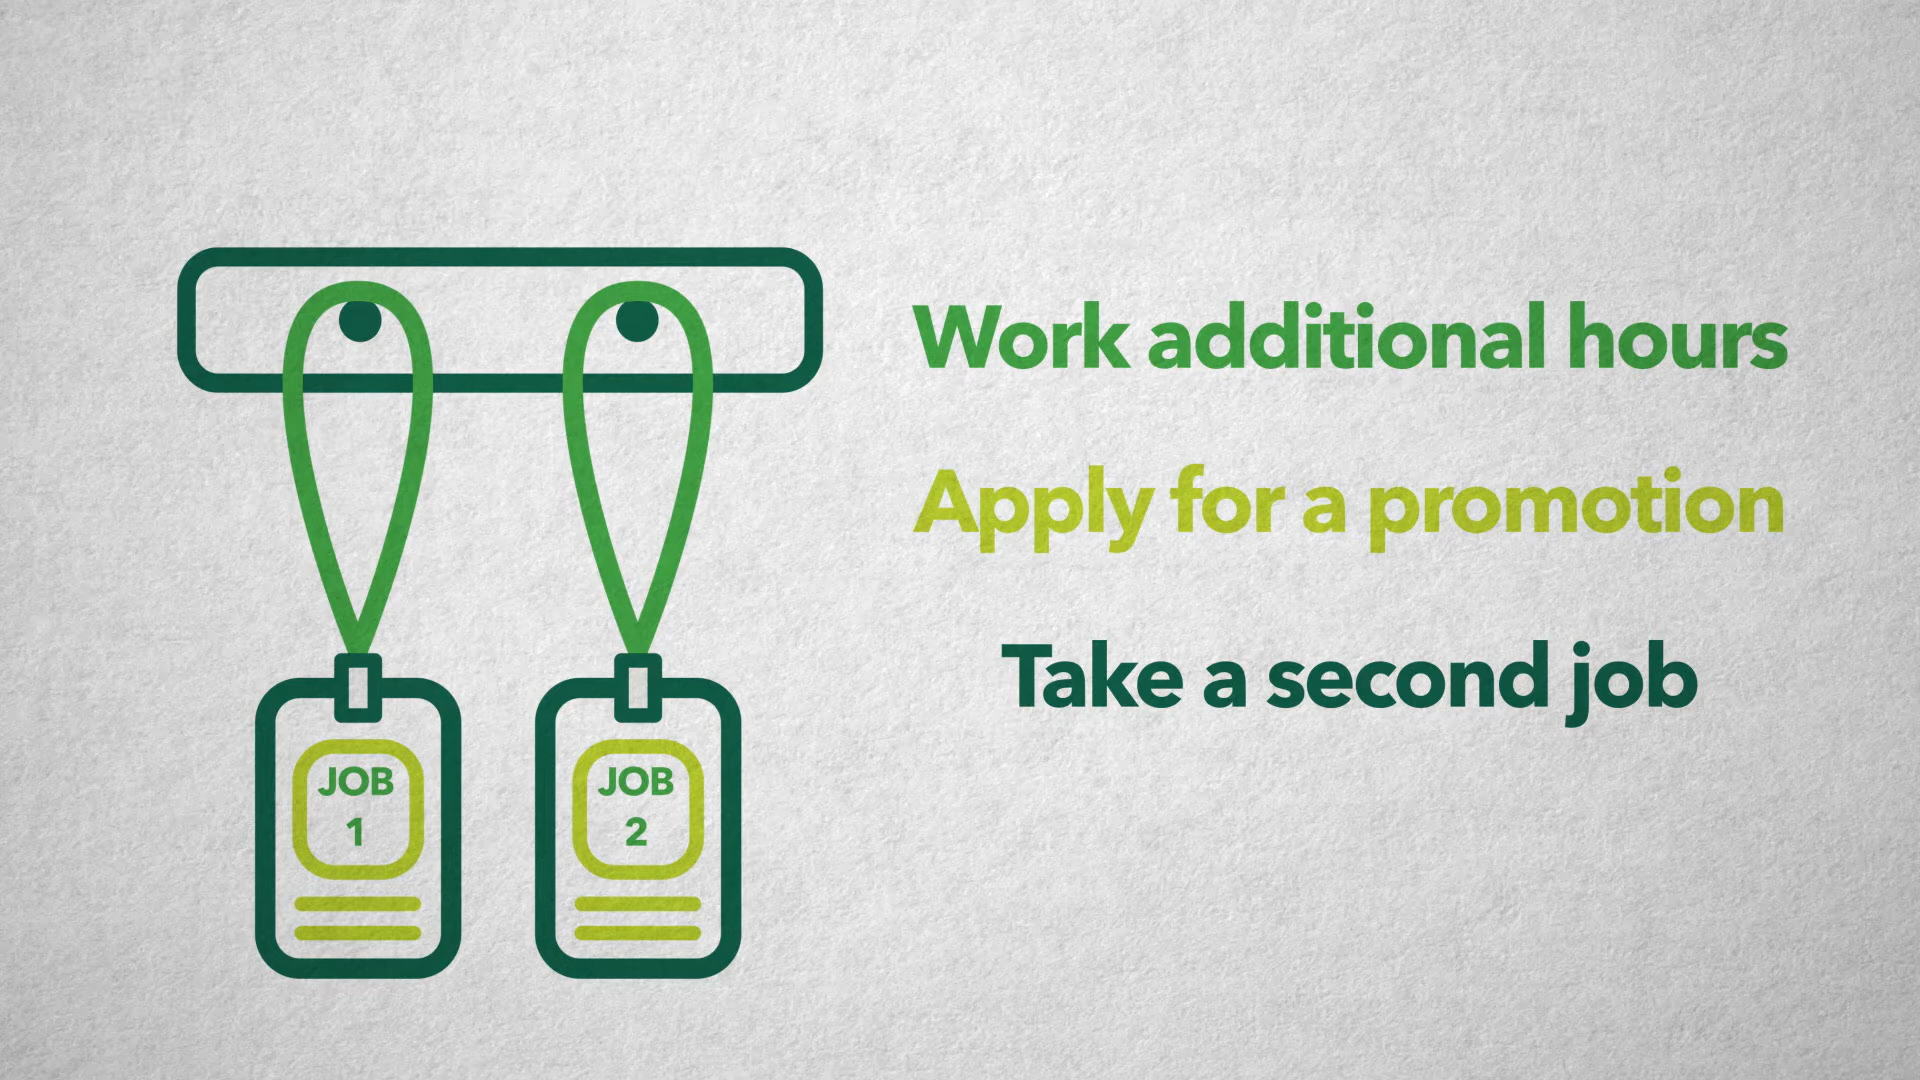 Work additional hours
Apply for a promotion
Take a second job
JOB
1
JOB
2